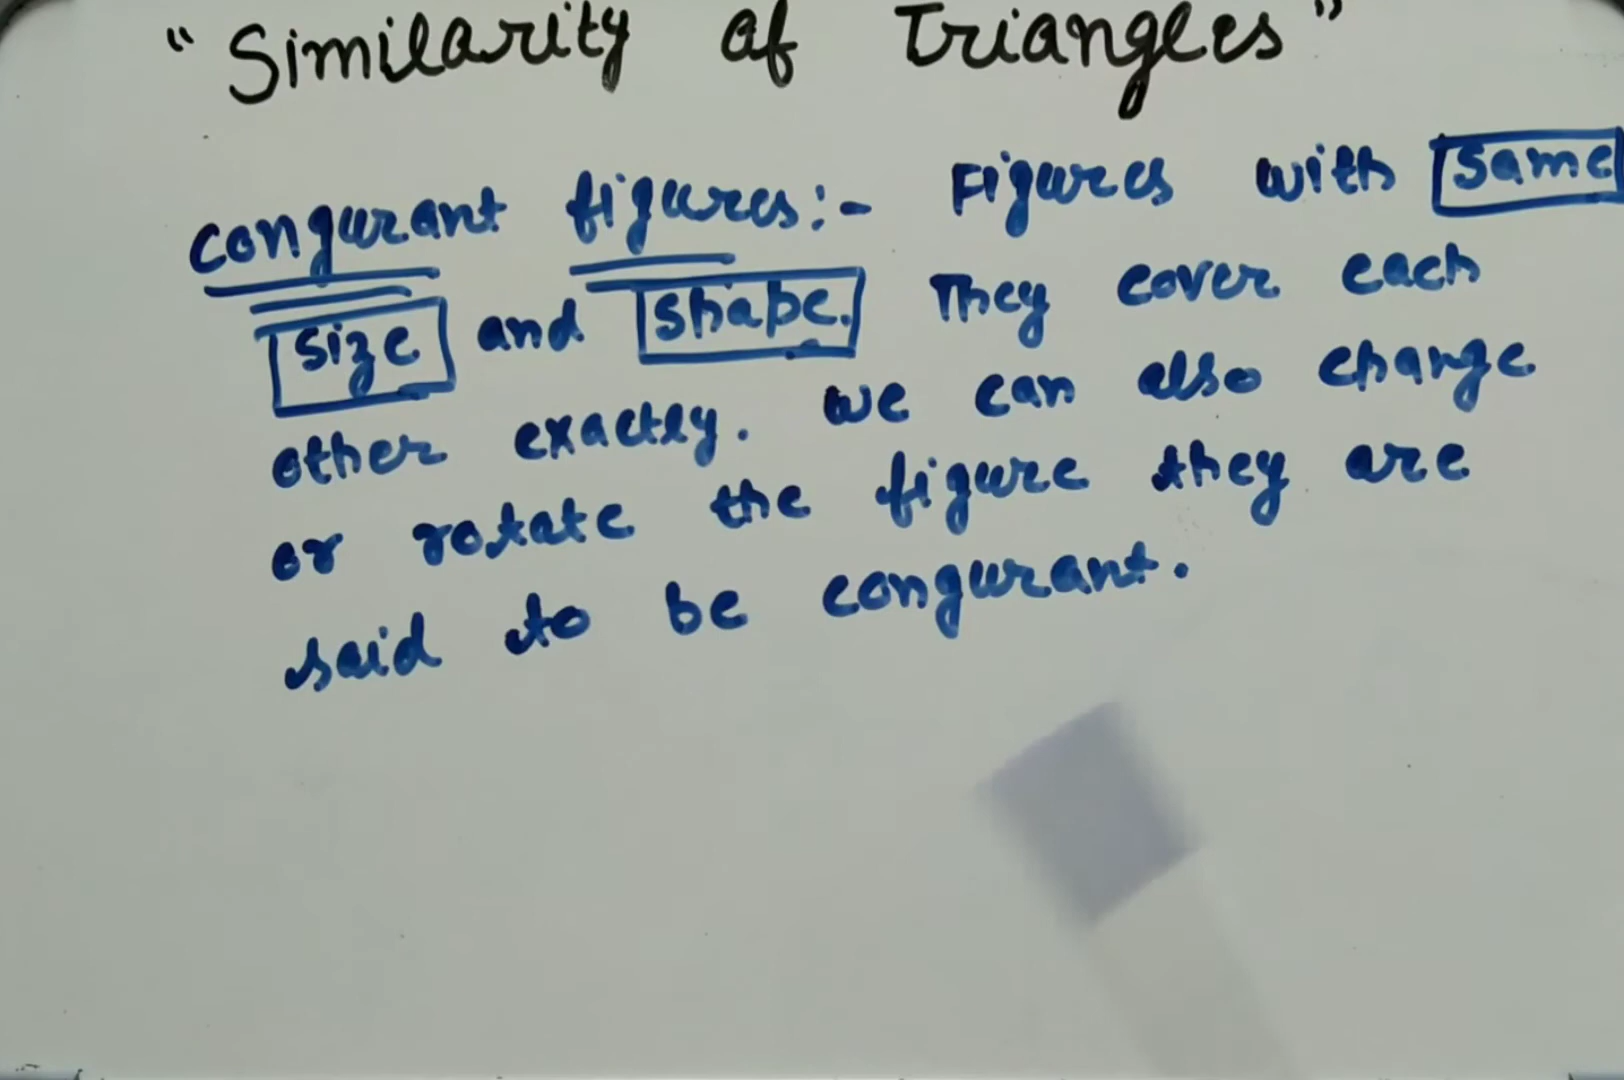 "Similarity of Triangles"
congurant figures:- Figures with same
size and shape. They cover each
other exactly. we can also change
or rotate the figure they are
said to be congurant.